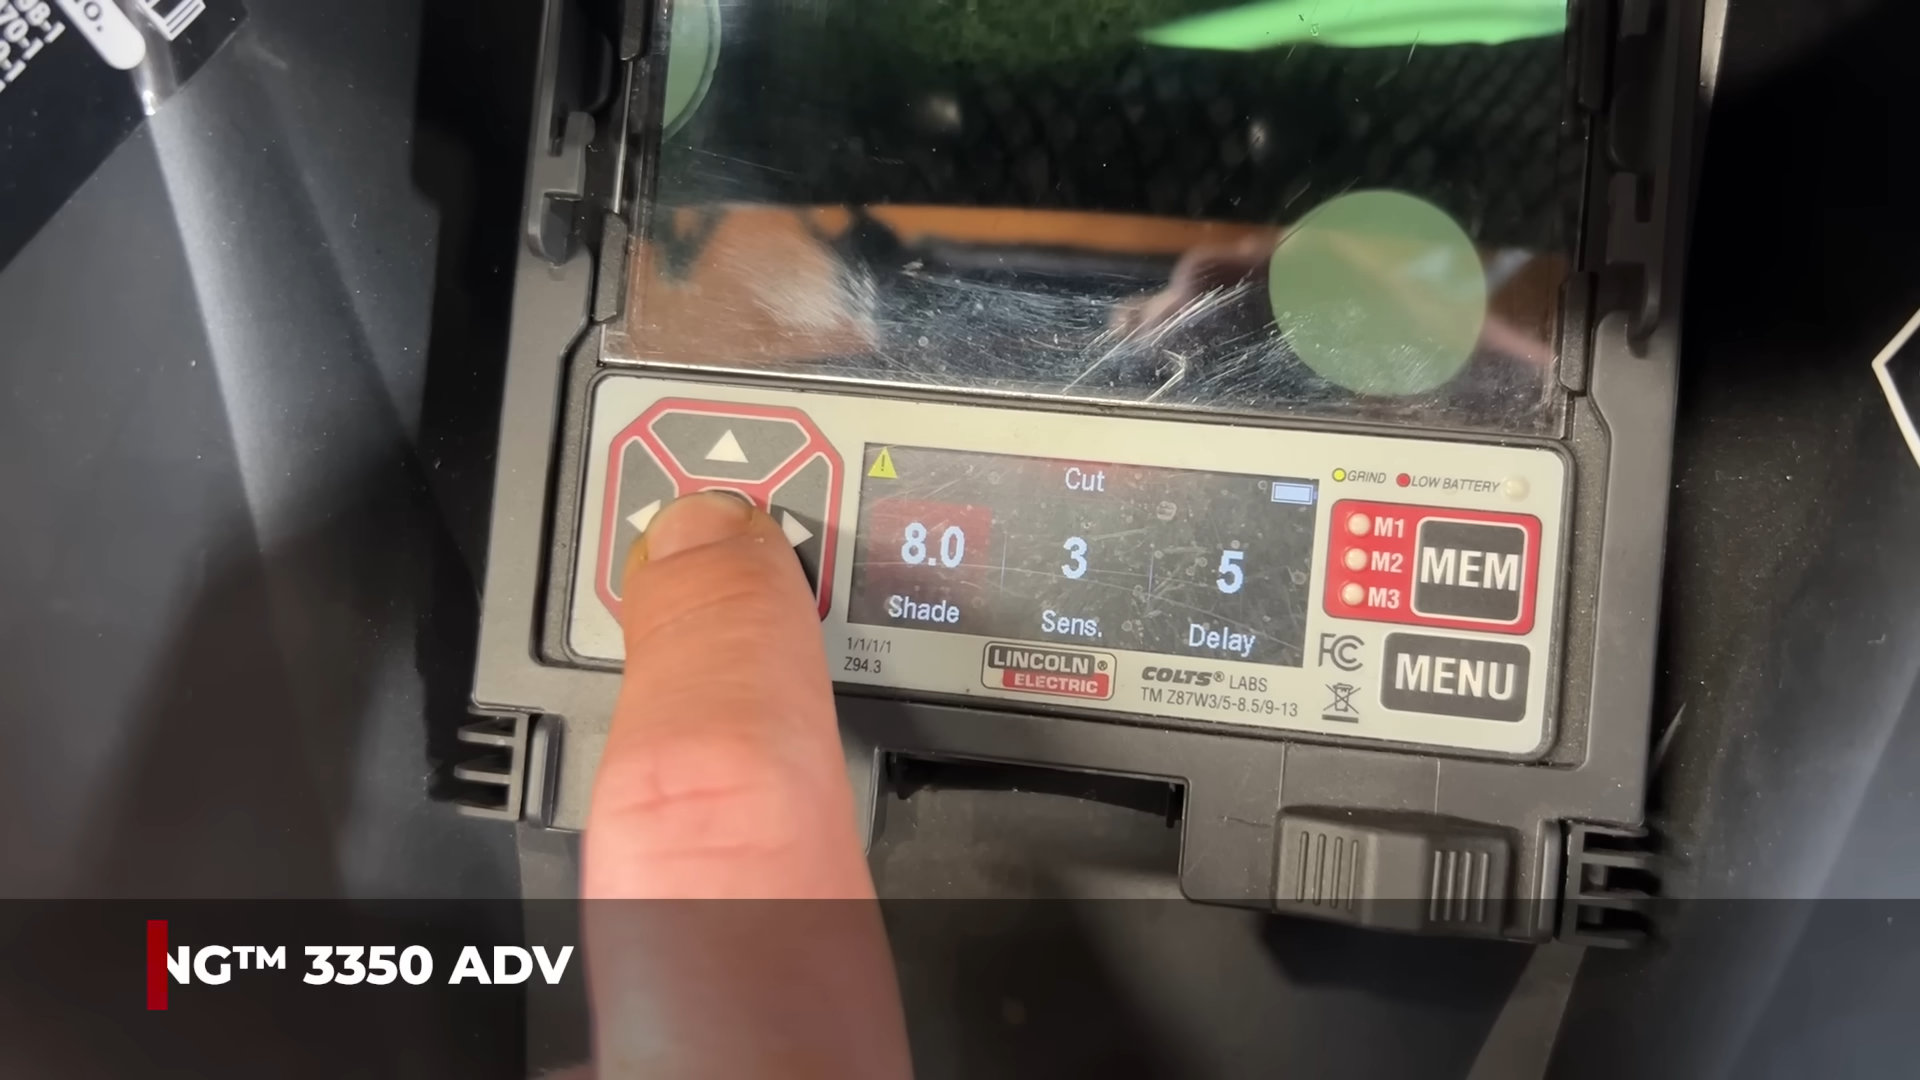 Cut
8.0
3
5
Shade
Sens.
Delay
GRIND
LOW BATTERY
M1
M2
M3
MEM
MENU
1/1/1/1
Z94.3
LINCOLN®
ELECTRIC
COLTS® LABS
TM Z87W3/5-8.5/9-13
FC
NG™ 3350 ADV